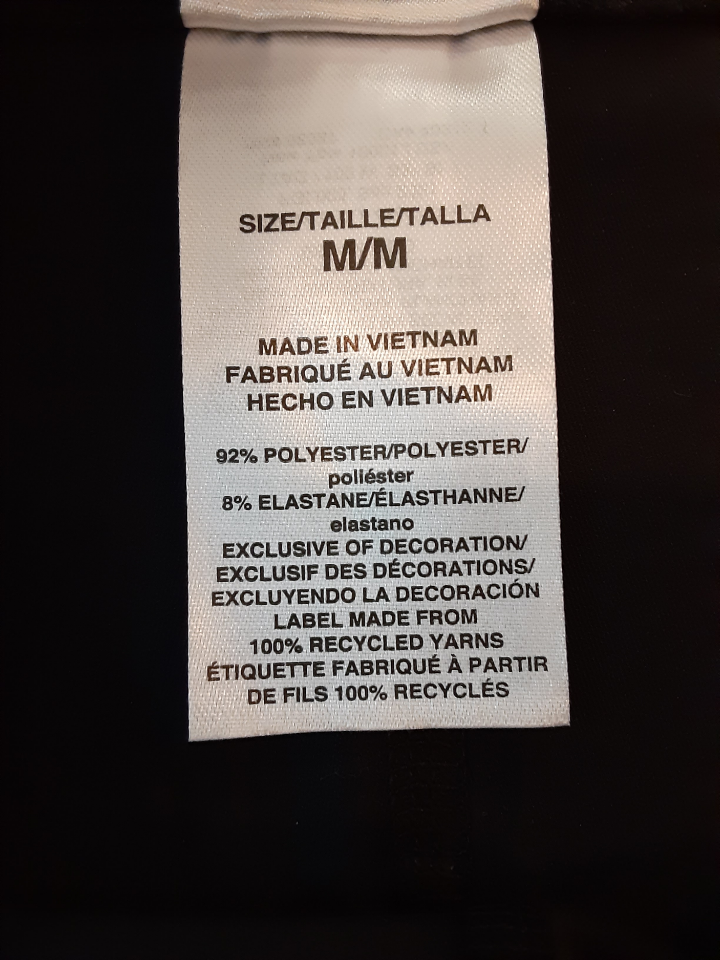 SIZE/TAILLE/TALLA
M/M
MADE IN VIETNAM
FABRIQUÉ AU VIETNAM
HECHO EN VIETNAM
92% POLYESTER/POLYESTER/
poliéster
8% ELASTANE/ÉLASTHANNE/
elastano
EXCLUSIVE OF DECORATION/
EXCLUSIF DES DÉCORATIONS/
EXCLUYENDO LA DECORACIÓN
LABEL MADE FROM
100% RECYCLED YARNS
ÉTIQUETTE FABRIQUÉ À PARTIR
DE FILS 100% RECYCLÉS